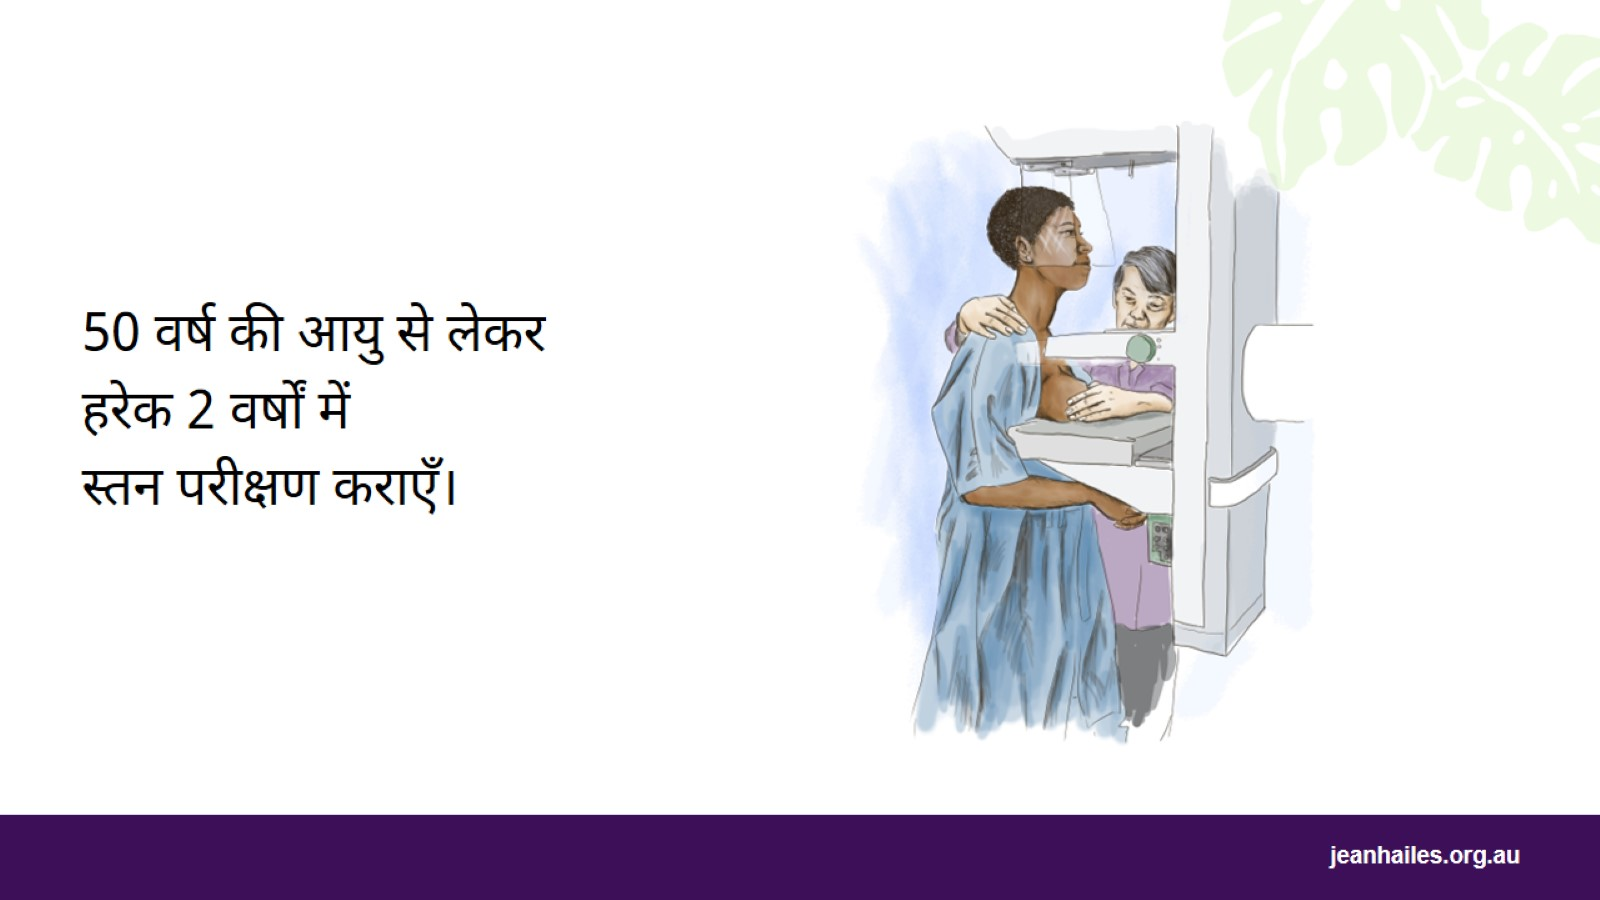 50 वर्ष की आयु से लेकर
हरेक 2 वर्षों में
स्तन परीक्षण कराएँ।
jeanhailes.org.au